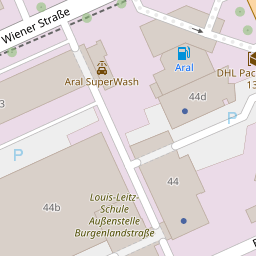 Wiener Straße
Aral SuperWash
Aral
DHL Pac
13
44d
3
P
P
44
Louis-Leitz-
Schule
Außenstelle
Burgenlandstraße
44b